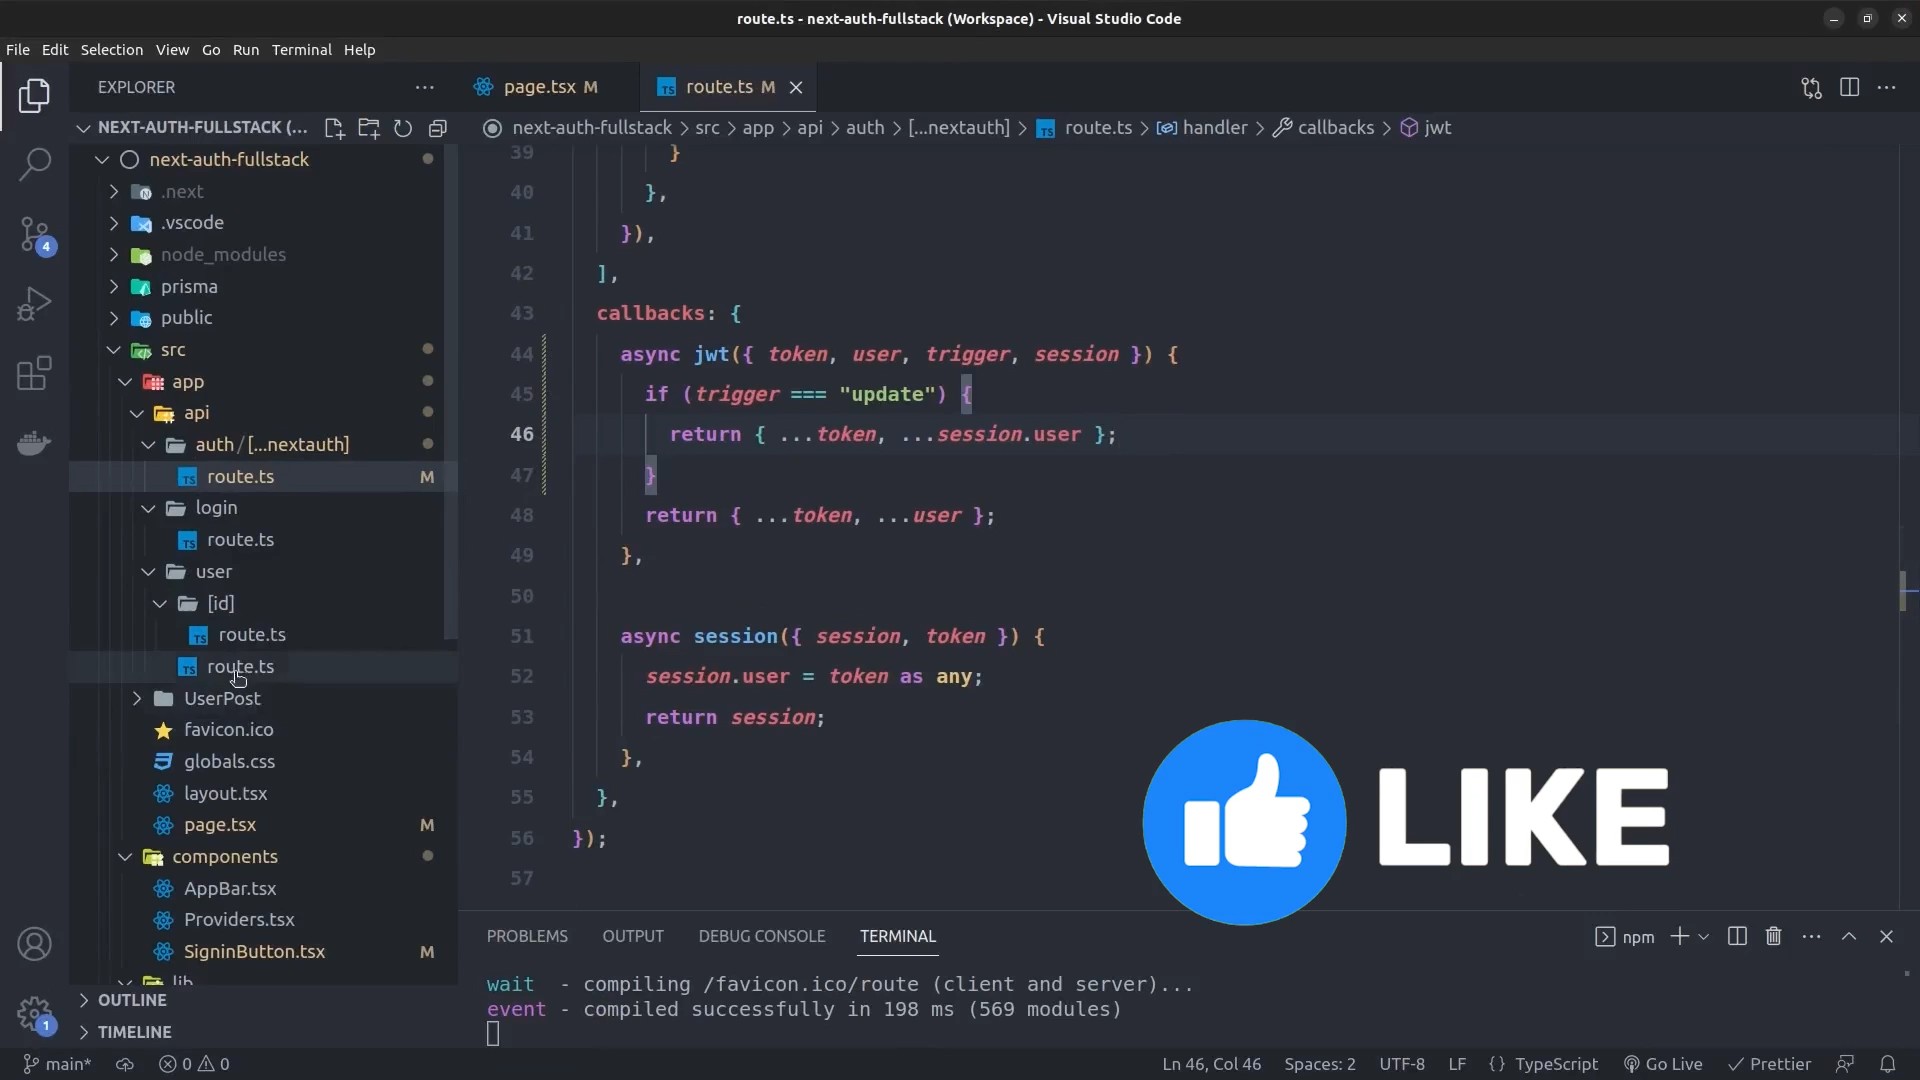 route.ts - next-auth-fullstack (Workspace) - Visual Studio Code
File Edit Selection View Go Run Terminal Help
EXPLORER
NEXT-AUTH-FULLSTACK (...
next-auth-fullstack
.next
.vscode
node_modules
prisma
public
src
app
api
auth / [...nextauth]
route.ts M
login
route.ts
user
[id]
route.ts
route.ts
UserPost
favicon.ico
globals.css
layout.tsx
page.tsx M
components
AppBar.tsx
Providers.tsx
SigninButton.tsx M
lib
OUTLINE
TIMELINE
4
1
page.tsx M
route.ts M
next-auth-fullstack > src > app > api > auth > [...nextauth] > route.ts > handler > callbacks > jwt
39 }
40 },
41 }),
42 ],
43 callbacks: {
44 async jwt({ token, user, trigger, session }) {
45 if (trigger === "update") {
46 return { ...token, ...session.user };
47 }
48 return { ...token, ...user };
49 },
50
51 async session({ session, token }) {
52 session.user = token as any;
53 return session;
54 },
55 },
56 });
57
LIKE
PROBLEMS OUTPUT DEBUG CONSOLE TERMINAL
npm
wait - compiling /favicon.ico/route (client and server)...
event - compiled successfully in 198 ms (569 modules)
main* 0 0 Ln 46, Col 46 Spaces: 2 UTF-8 LF {} TypeScript Go Live Prettier